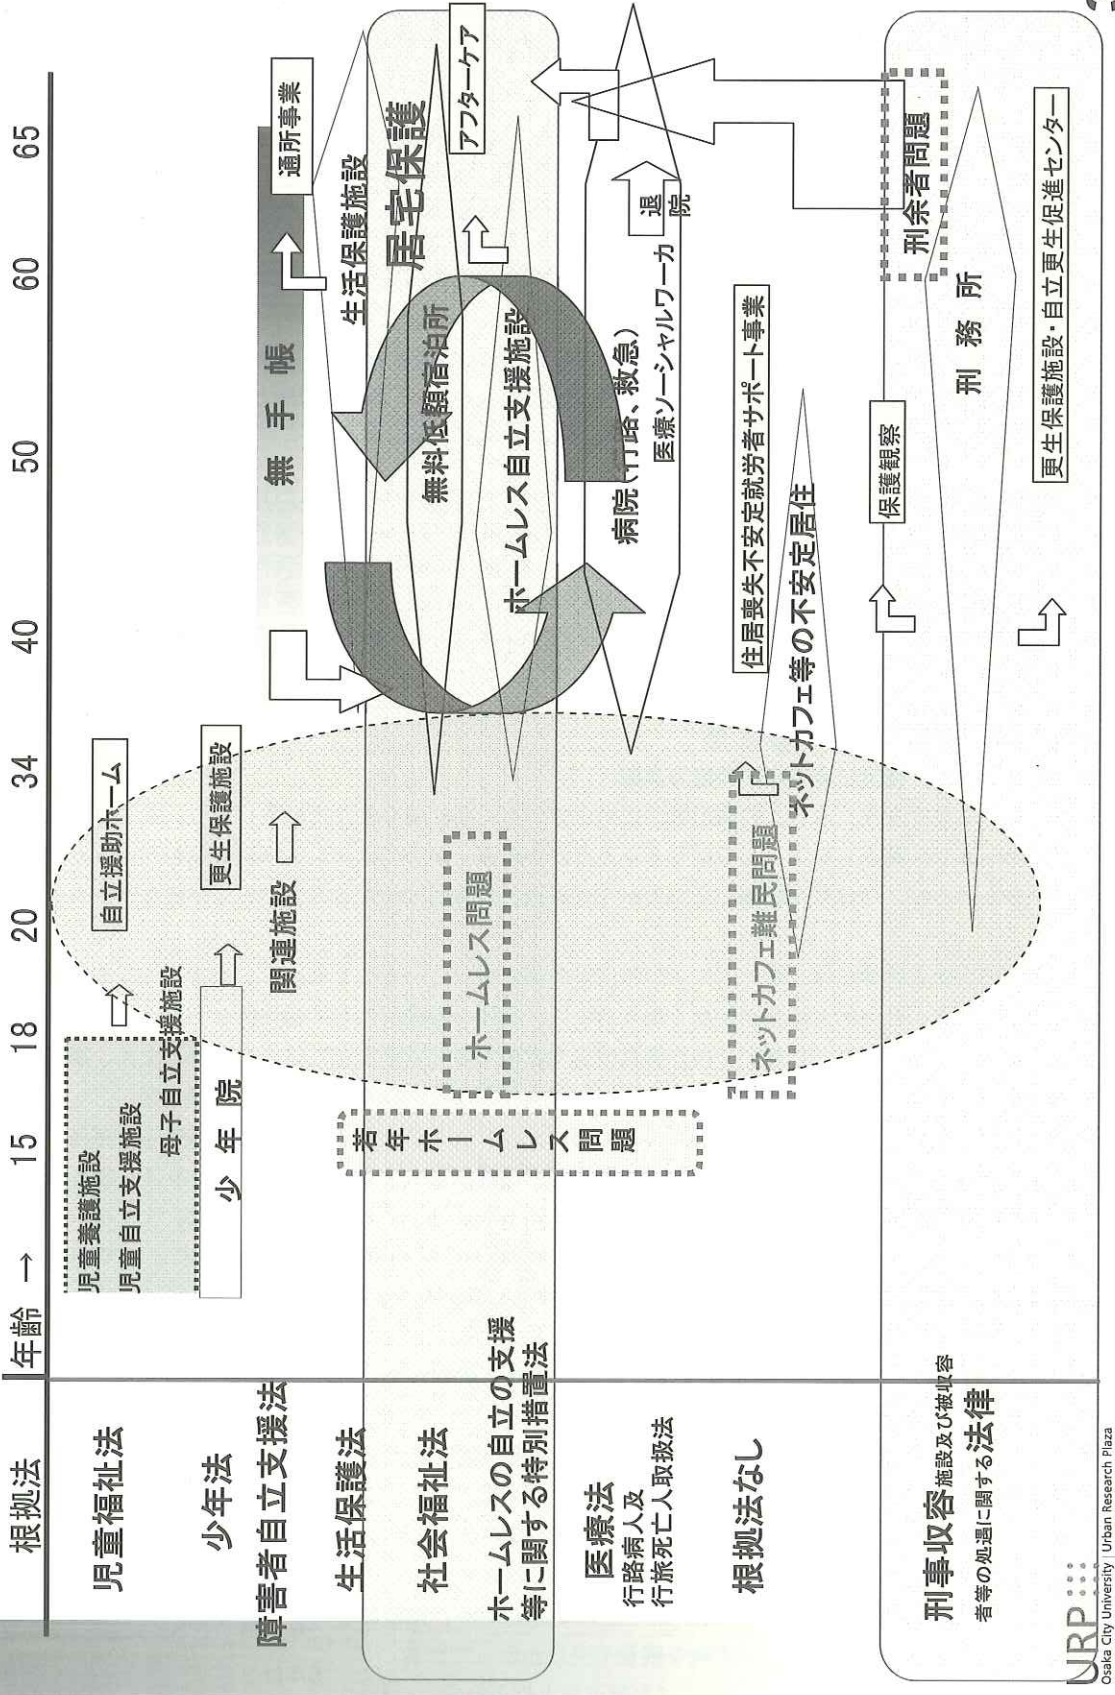 根拠法
年齢 →
15
18
20
34
40
50
60
65
児童福祉法
児童養護施設
児童自立支援施設
母子自立支援施設
自立援助ホーム
少年法
少年院
更生保護施設
障害者自立支援法
関連施設
無手帳
通所事業
生活保護法
生活保護施設
居宅保護
社会福祉法
無料低額宿泊所
アフターケア
ホームレスの自立の支援
等に関する特別措置法
ホームレス問題
ホームレス自立支援施設
若年ホームレス問題
医療法
行路病人及
行旅死亡人取扱法
病院(行路、救急)
医療ソーシャルワーカ
退院
根拠法なし
ネットカフェ難民問題
住居喪失不安定就労者サポート事業
ネットカフェ等の不安定居住
刑事収容施設及び被収容
者等の処遇に関する法律
保護観察
刑余者問題
刑務所
更生保護施設・自立更生促進センター
URP
Osaka City University | Urban Research Plaza